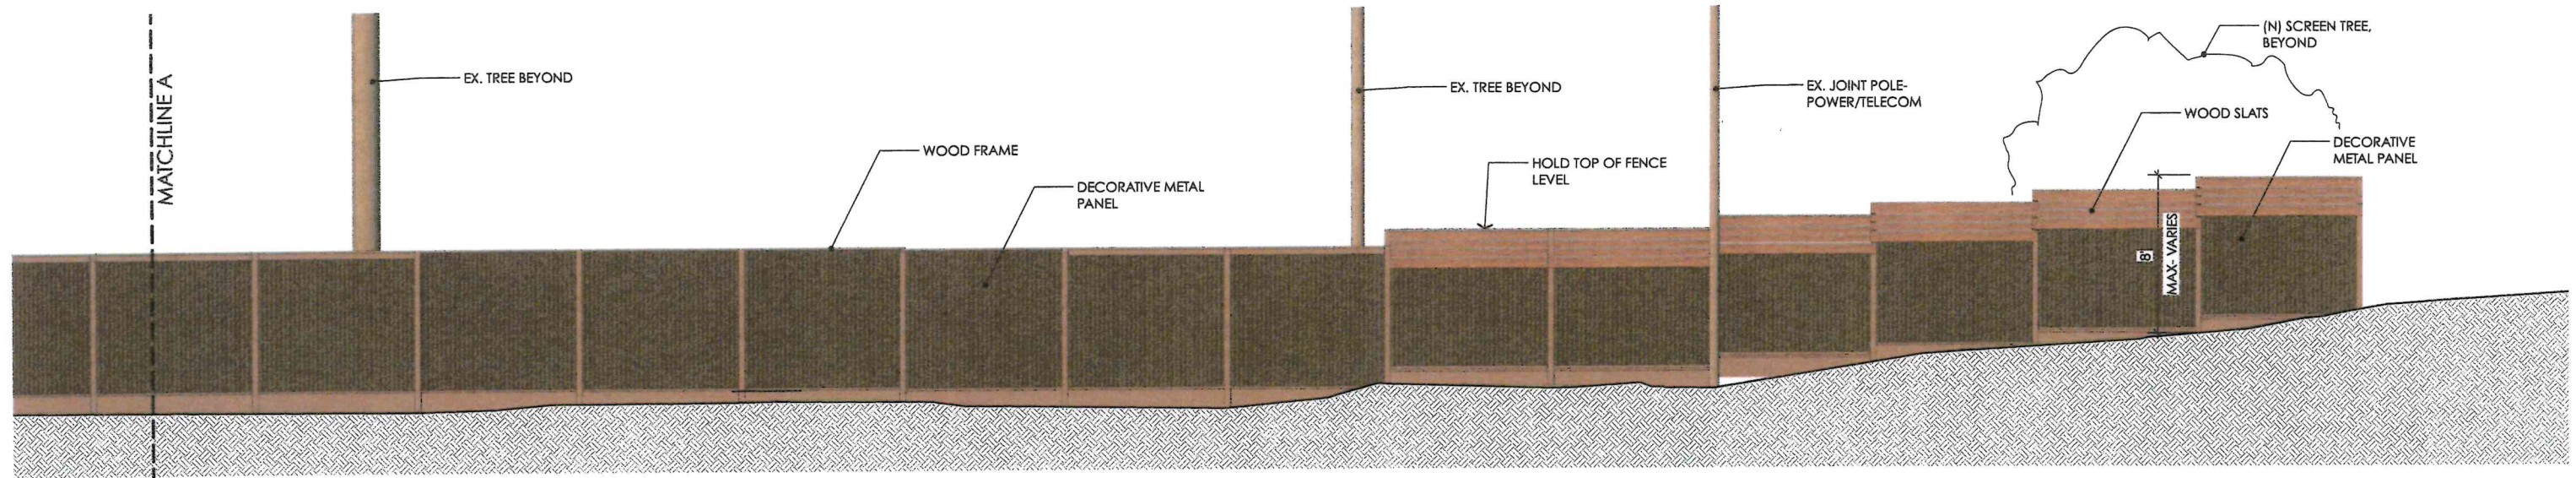 MATCHLINE A
EX. TREE BEYOND
WOOD FRAME
DECORATIVE METAL
PANEL
EX. TREE BEYOND
HOLD TOP OF FENCE
LEVEL
EX. JOINT POLE-
POWER/TELECOM
(N) SCREEN TREE,
BEYOND
WOOD SLATS
DECORATIVE
METAL PANEL
8'
MAX- VARIES